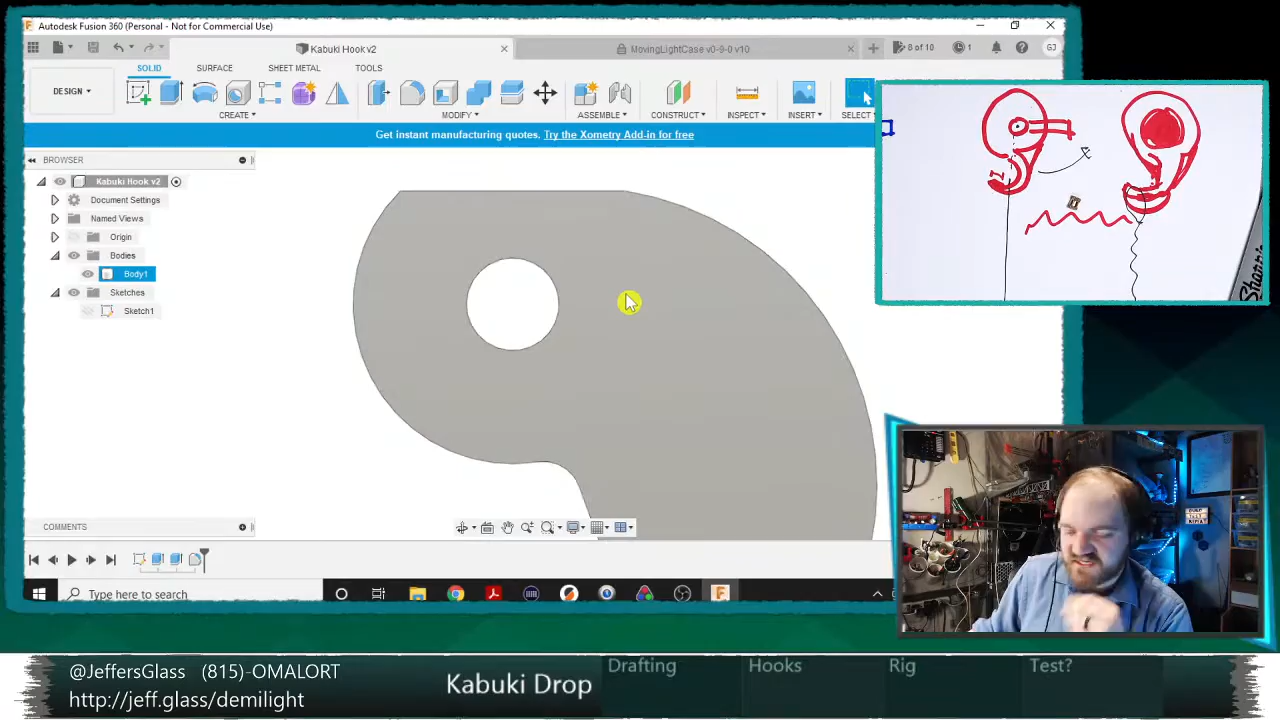 Autodesk Fusion 360 (Personal - Not for Commercial Use)
Kabuki Hook v2
MovingLightCase v0-9-0 v10
8 of 10
1
GJ
SOLID
SURFACE
SHEET METAL
TOOLS
DESIGN
CREATE
MODIFY
ASSEMBLE
CONSTRUCT
INSPECT
INSERT
SELECT
Get instant manufacturing quotes. Try the Xometry Add-in for free
BROWSER
Kabuki Hook v2
Document Settings
Named Views
Origin
Bodies
Body1
Sketches
Sketch1
COMMENTS
Type here to search
Sharpie
@JeffersGlass (815)-OMALORT
http://jeff.glass/demilight
Kabuki Drop
Drafting
Hooks
Rig
Test?